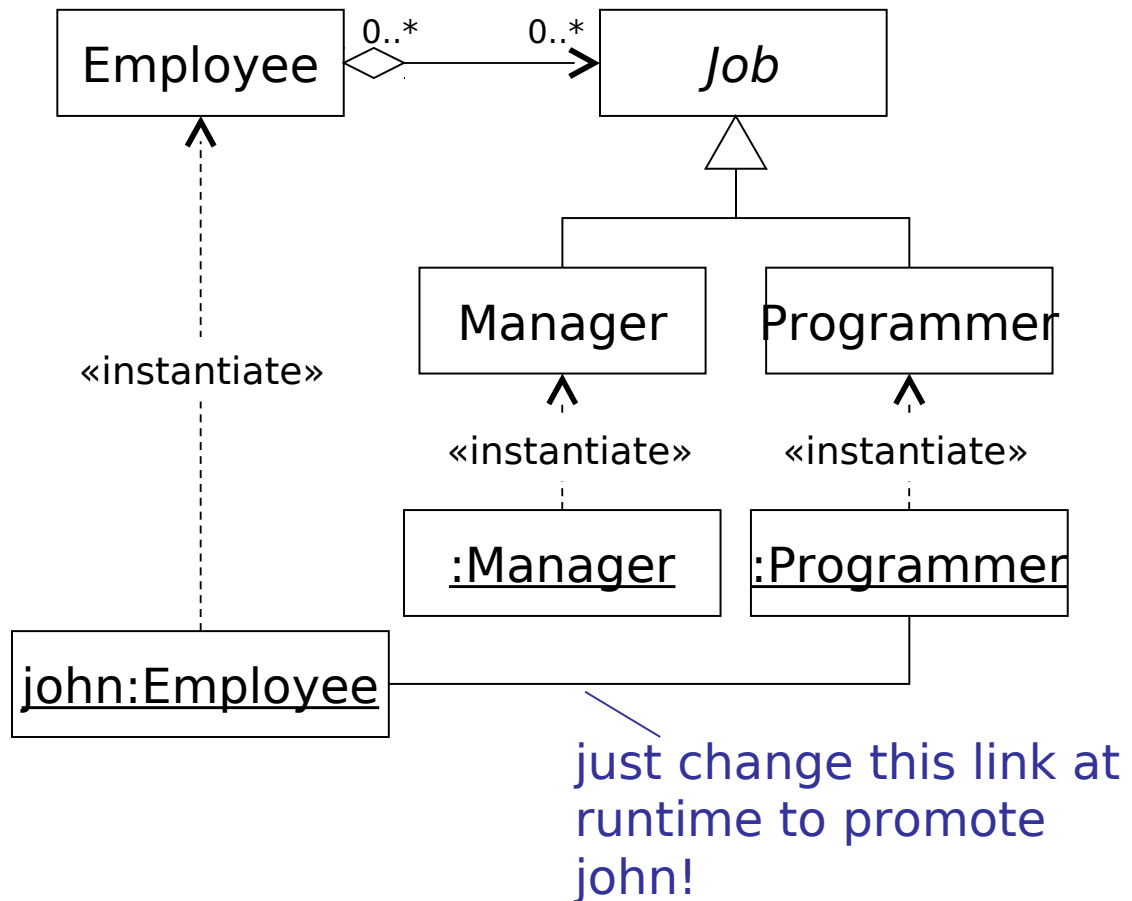 0..* 0..*
Employee Job
Manager Programmer
«instantiate»
«instantiate» «instantiate»
:Manager :Programmer
john:Employee
just change this link at
runtime to promote
john!